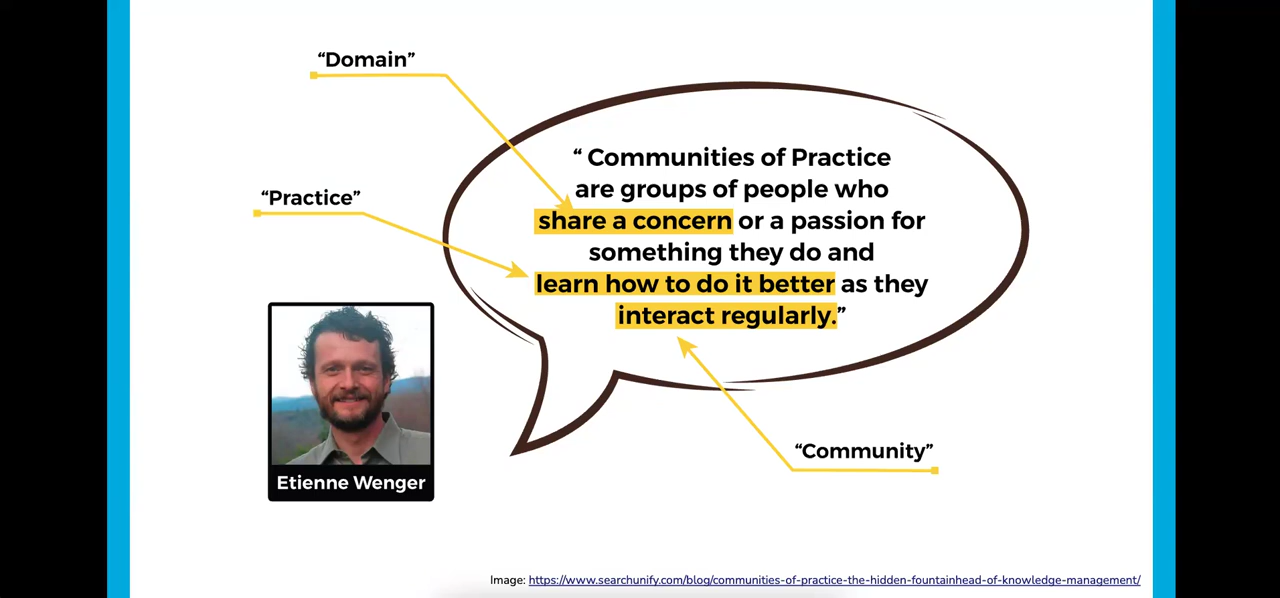 “Domain”
“ Communities of Practice
are groups of people who
“Practice”
share a concern or a passion for
something they do and
learn how to do it better as they
interact regularly.”
“Community”
Etienne Wenger
Image: https://www.searchunify.com/blog/communities-of-practice-the-hidden-fountainhead-of-knowledge-management/